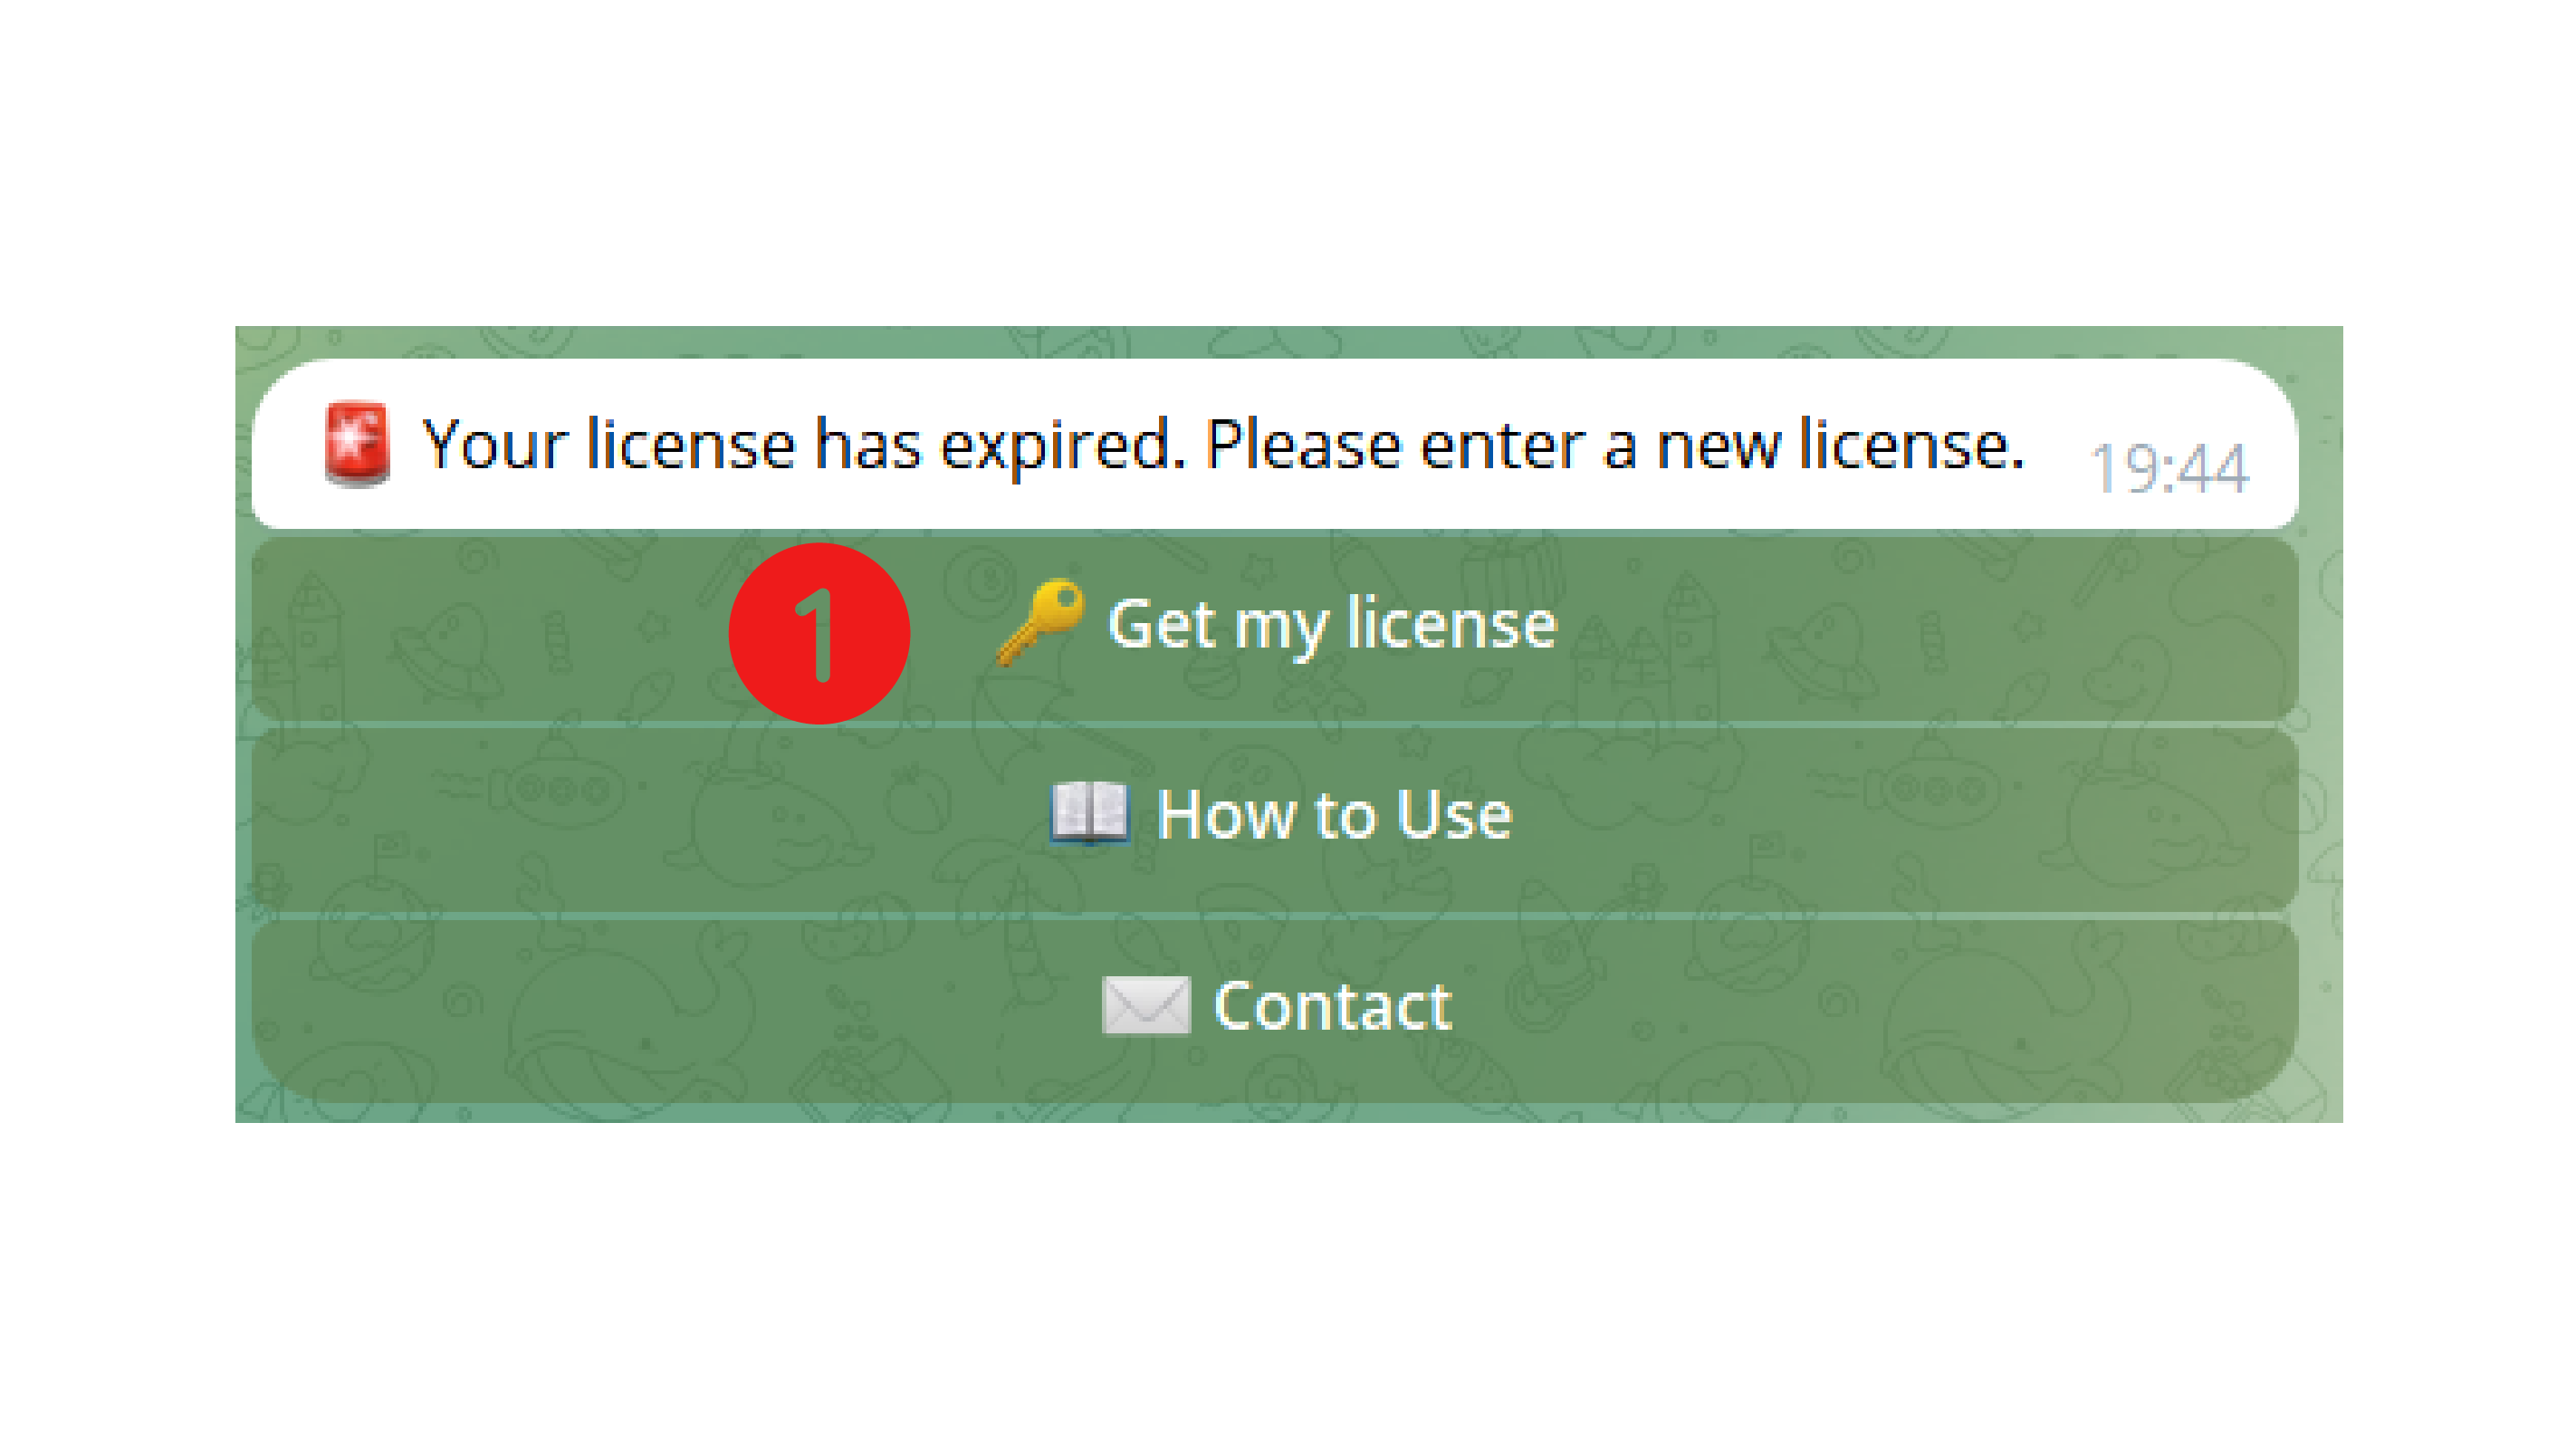 🚨 Your license has expired. Please enter a new license. 19:44
1 🔑 Get my license
📖 How to Use
✉️ Contact